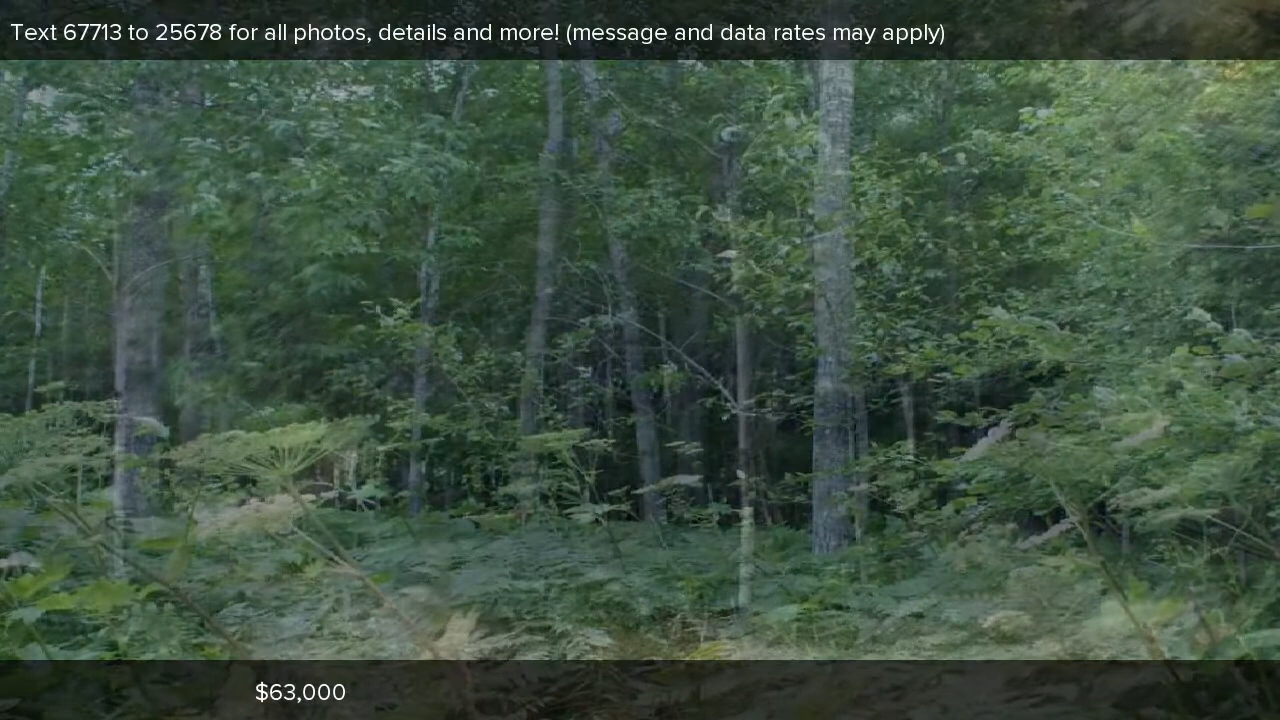 Text 67713 to 25678 for all photos, details and more! (message and data rates may apply)
$63,000